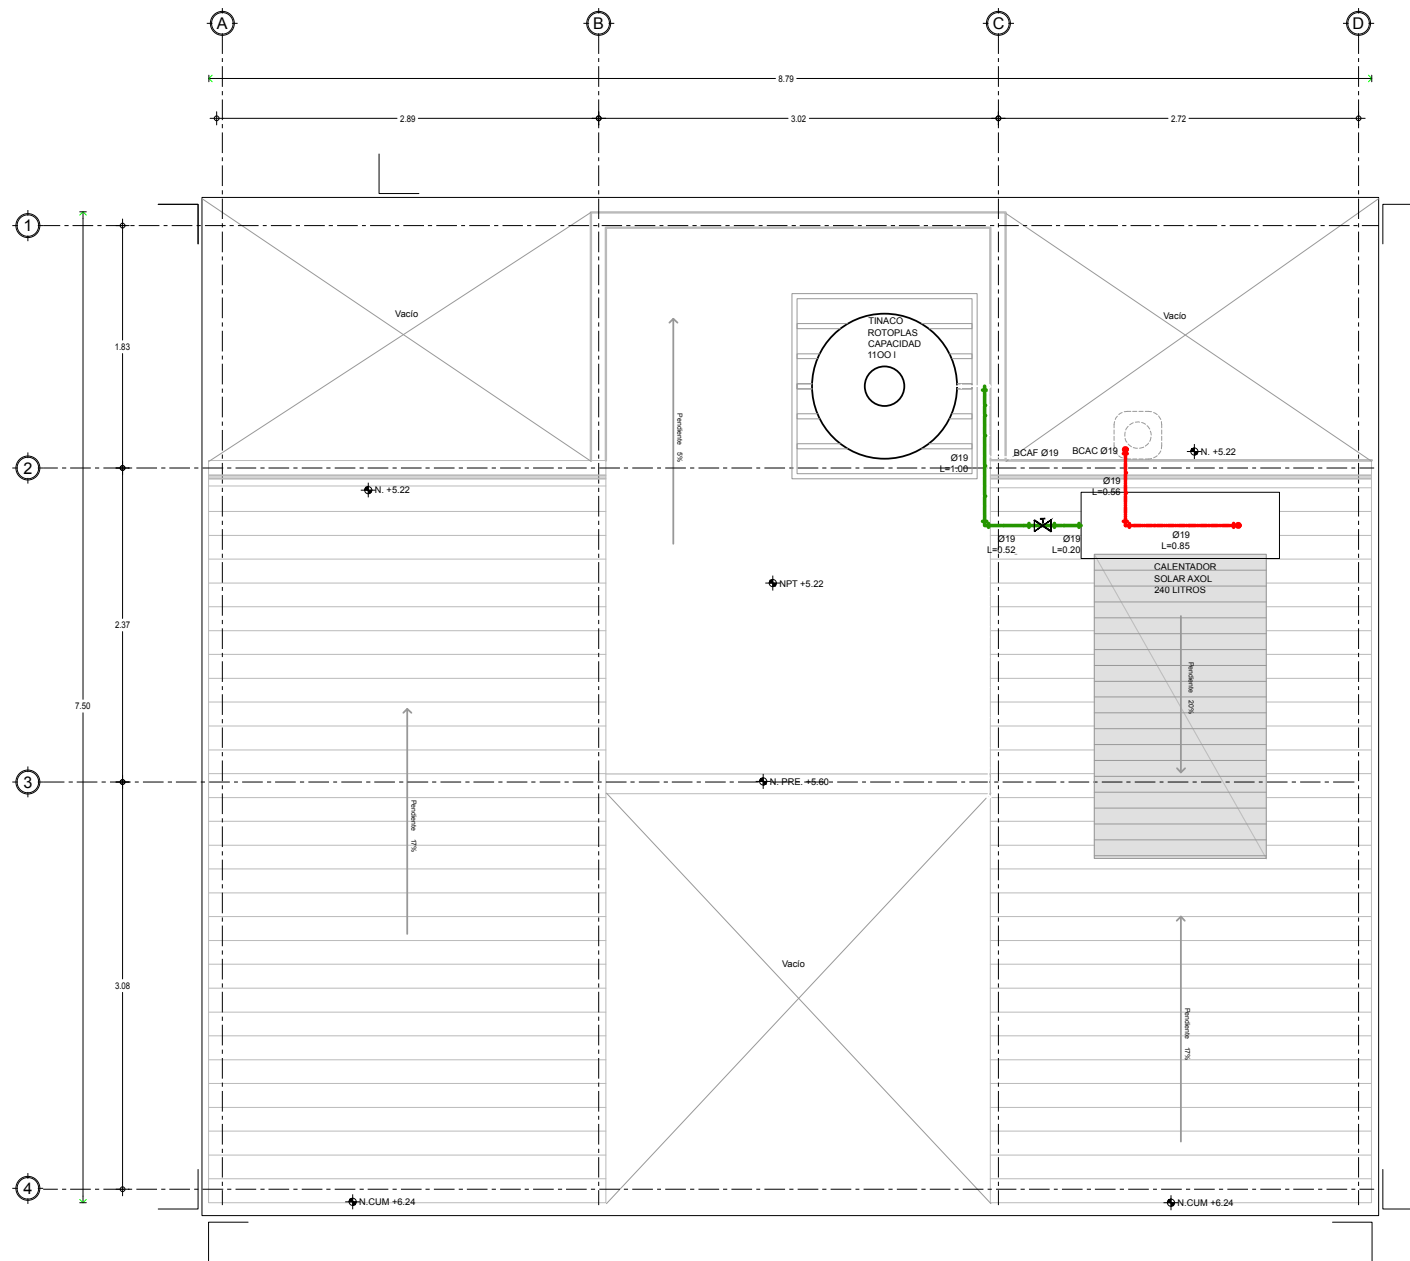 A
B
C
D
8.79
2.89
3.02
2.72
1
Vacío
TINACO
ROTOPLAS
CAPACIDAD
11OO l
Vacío
1.83
Pendiente 5%
2
BCAF Ø19
BCAC Ø19
N. +5.22
Ø19
L=1.00
N. +5.22
Ø19
L=0.56
Ø19
L=0.52
Ø19
L=0.20
Ø19
L=0.85
CALENTADOR
SOLAR AXOL
240 LITROS
NPT +5.22
2.37
Pendiente 20%
7.50
3
N. PRE. +5.60
Pendiente 17%
Vacío
3.08
Pendiente 17%
4
N.CUM +6.24
N.CUM +6.24